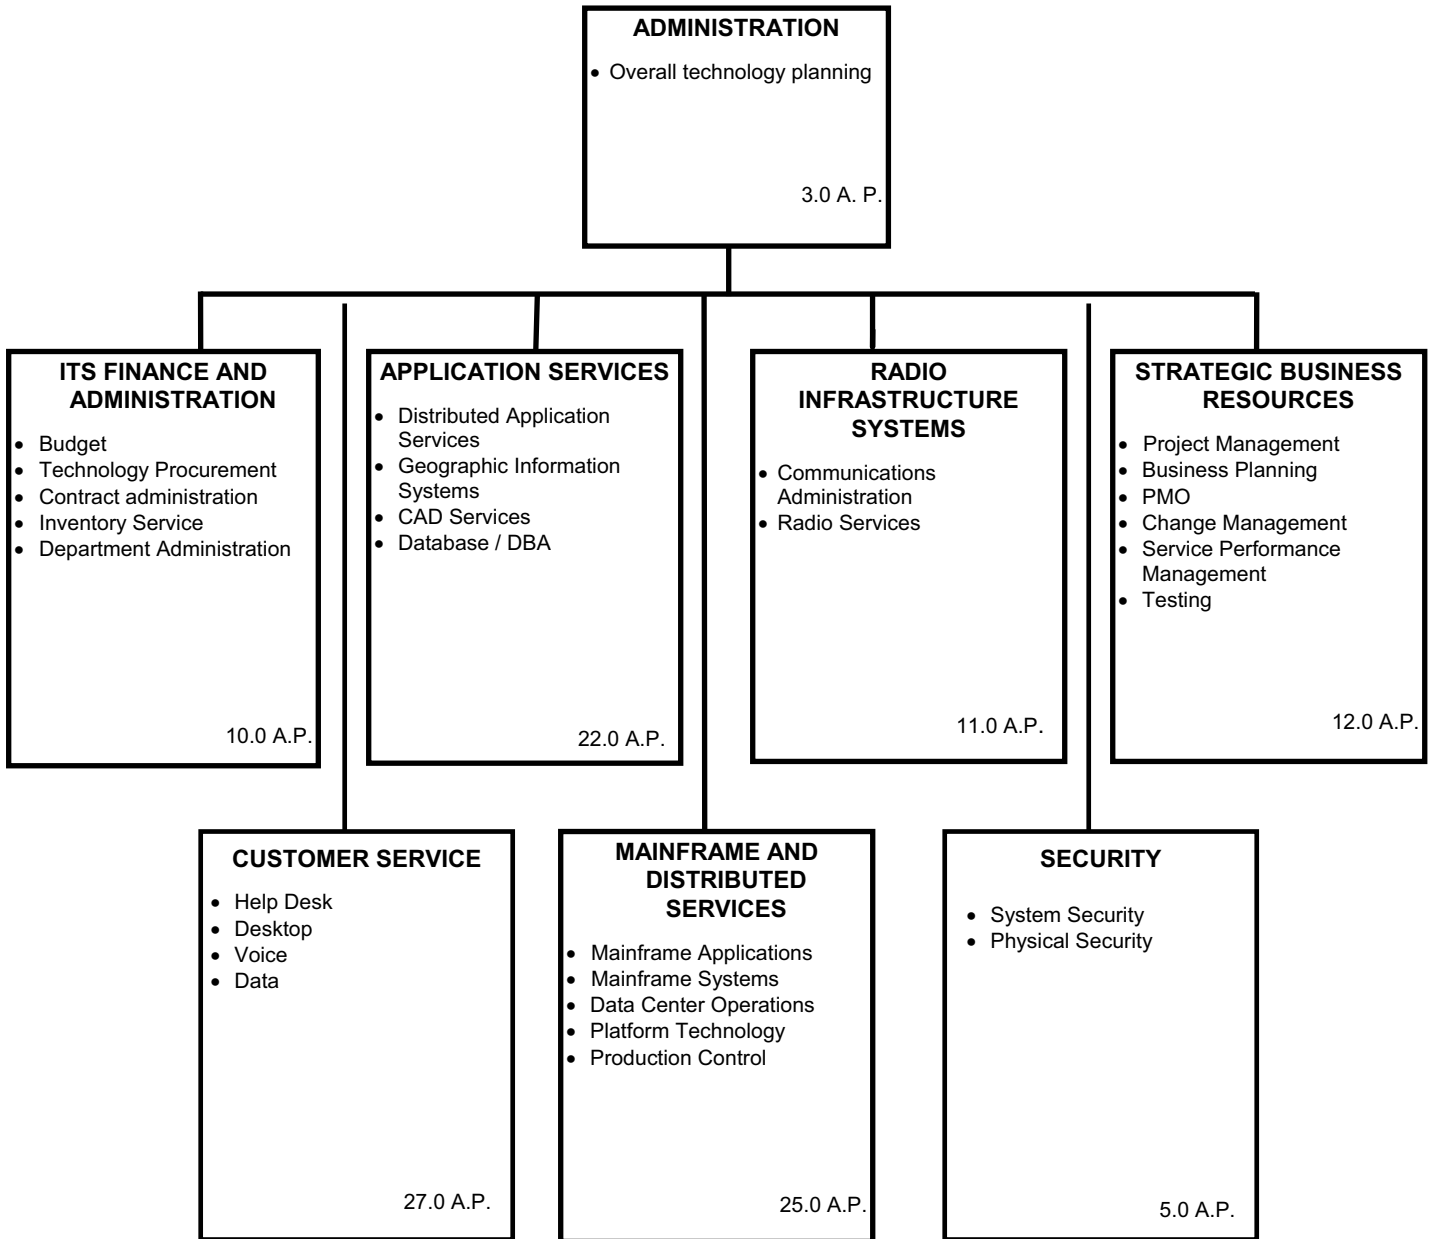 ADMINISTRATION
• Overall technology planning
3.0 A. P.
ITS FINANCE AND
ADMINISTRATION
• Budget
• Technology Procurement
• Contract administration
• Inventory Service
• Department Administration
10.0 A.P.
APPLICATION SERVICES
• Distributed Application
Services
• Geographic Information
Systems
• CAD Services
• Database / DBA
22.0 A.P.
RADIO
INFRASTRUCTURE
SYSTEMS
• Communications
Administration
• Radio Services
11.0 A.P.
STRATEGIC BUSINESS
RESOURCES
• Project Management
• Business Planning
• PMO
• Change Management
• Service Performance
Management
• Testing
12.0 A.P.
CUSTOMER SERVICE
• Help Desk
• Desktop
• Voice
• Data
27.0 A.P.
MAINFRAME AND
DISTRIBUTED
SERVICES
• Mainframe Applications
• Mainframe Systems
• Data Center Operations
• Platform Technology
• Production Control
25.0 A.P.
SECURITY
• System Security
• Physical Security
5.0 A.P.